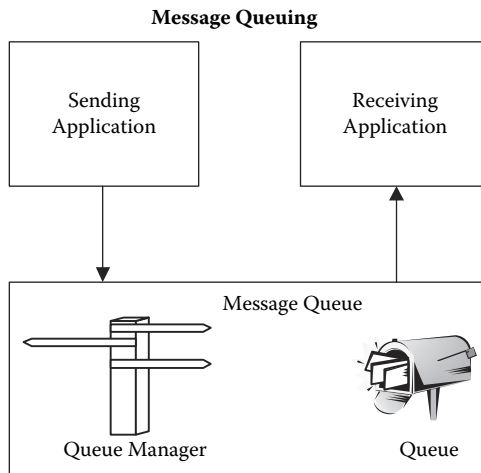 Message Queuing
Sending
Application
Receiving
Application
Message Queue
Queue Manager
Queue